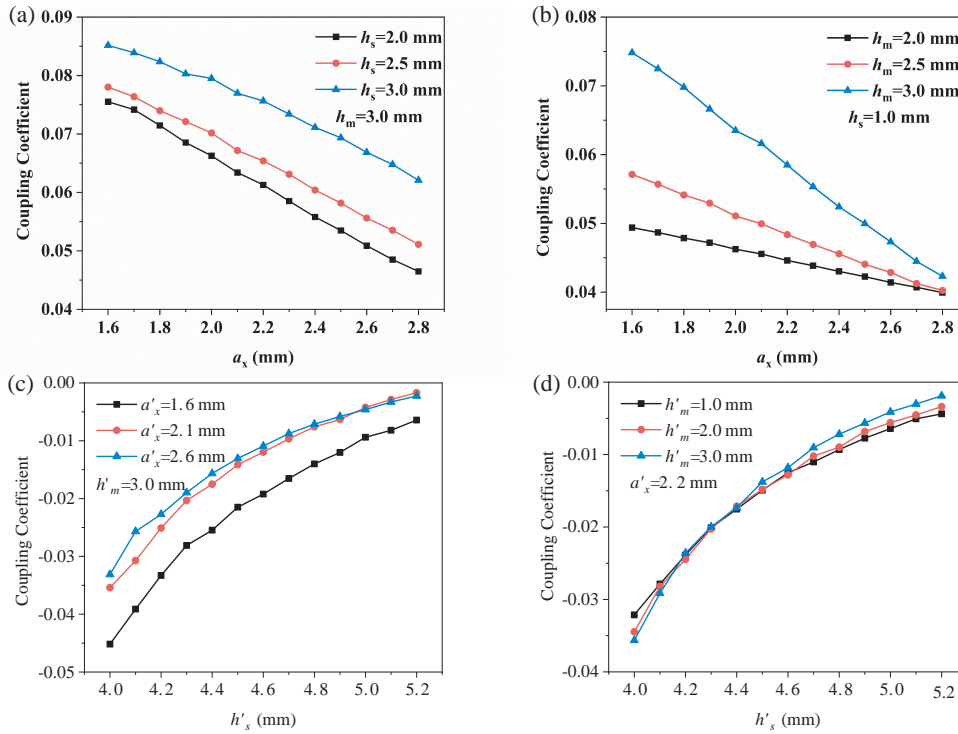 (a)
0.09
0.08
0.07
0.06
0.05
0.04
Coupling Coefficient
hs=2.0 mm
hs=2.5 mm
hs=3.0 mm
hm=3.0 mm
1.6 1.8 2.0 2.2 2.4 2.6 2.8
ax (mm)
(b)
0.08
0.07
0.06
0.05
0.04
Coupling Coefficient
hm=2.0 mm
hm=2.5 mm
hm=3.0 mm
hs=1.0 mm
1.6 1.8 2.0 2.2 2.4 2.6 2.8
ax (mm)
(c)
0.00
-0.01
-0.02
-0.03
-0.04
-0.05
Coupling Coefficient
a'x=1.6 mm
a'x=2.1 mm
a'x=2.6 mm
h'm=3.0 mm
4.0 4.2 4.4 4.6 4.8 5.0 5.2
h's (mm)
(d)
0.00
-0.01
-0.02
-0.03
-0.04
Coupling Coefficient
h'm=1.0 mm
h'm=2.0 mm
h'm=3.0 mm
a'x=2.2 mm
4.0 4.2 4.4 4.6 4.8 5.0 5.2
h's (mm)